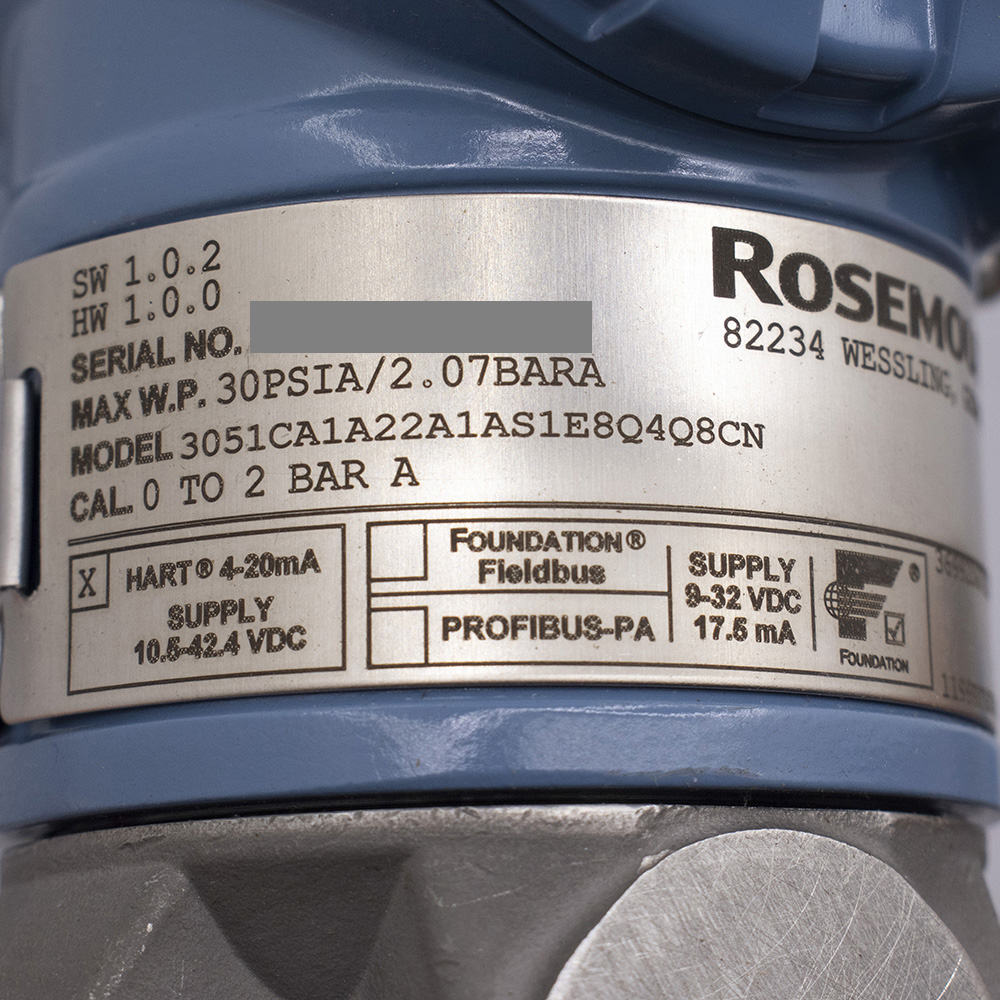 SW 1.0.2
HW 1.0.0
SERIAL NO.
MAX W.P. 30PSIA/2.07BARA
MODEL 3051CA1A22A1AS1E8Q4Q8CN
CAL. 0 TO 2 BAR A
82234 WESSLING,
X HART® 4-20mA
SUPPLY
10.5-42.4 VDC
FOUNDATION®
Fieldbus
PROFIBUS-PA
SUPPLY
9-32 VDC
17.5 mA
FOUNDATION